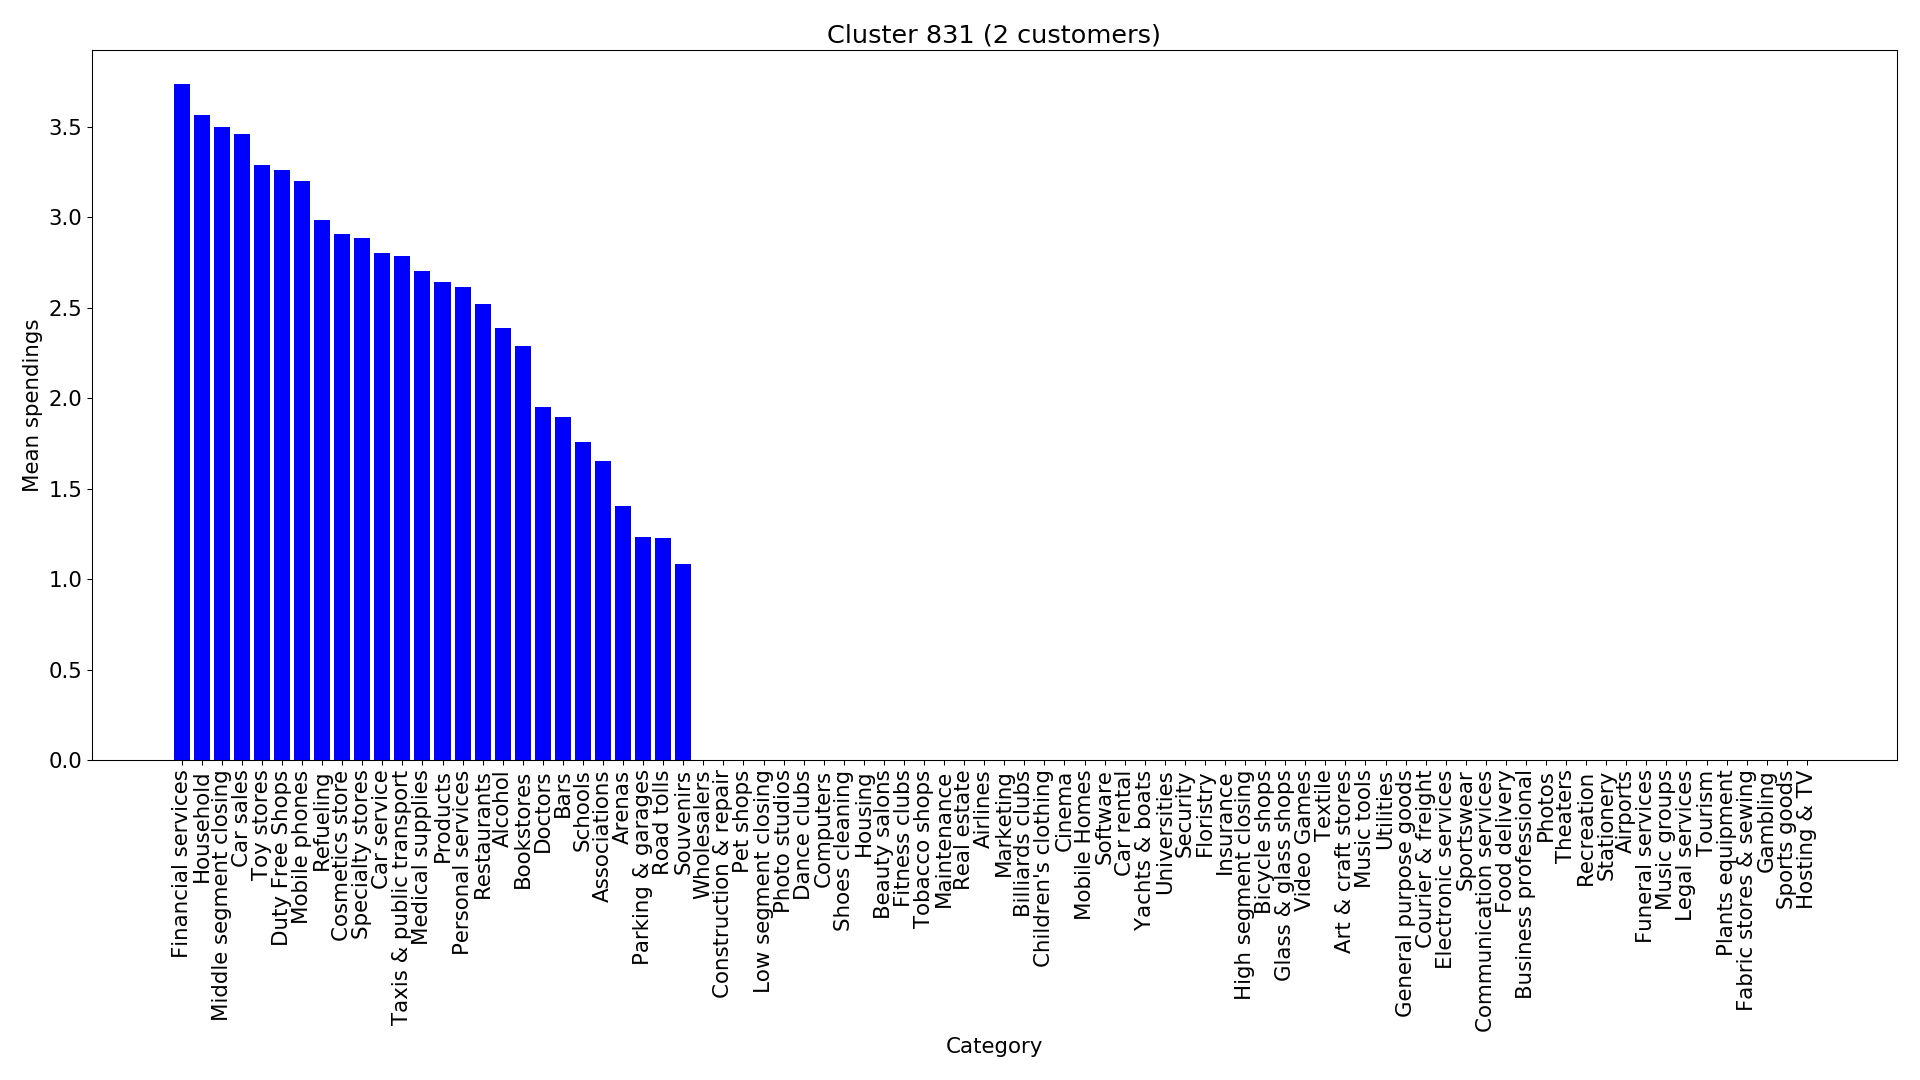 Cluster 831 (2 customers)
Mean spendings
3.5
3.0
2.5
2.0
1.5
1.0
0.5
0.0
Financial services
Household
Middle segment closing
Car sales
Toy stores
Duty Free Shops
Mobile phones
Refueling
Cosmetics store
Specialty stores
Car service
Taxis & public transport
Medical supplies
Products
Personal services
Restaurants
Alcohol
Bookstores
Doctors
Bars
Schools
Associations
Arenas
Parking & garages
Road tolls
Souvenirs
Wholesalers
Construction & repair
Pet shops
Low segment closing
Photo studios
Dance clubs
Computers
Shoes cleaning
Housing
Beauty salons
Fitness clubs
Tobacco shops
Maintenance
Real estate
Airlines
Marketing
Billiards clubs
Children's clothing
Cinema
Mobile Homes
Software
Car rental
Yachts & boats
Universities
Security
Floristry
Insurance
High segment closing
Bicycle shops
Glass & glass shops
Video Games
Textile
Art & craft stores
Music tools
Utilities
General purpose goods
Courier & freight
Electronic services
Sportswear
Communication services
Food delivery
Business professional
Photos
Theaters
Recreation
Stationery
Airports
Funeral services
Music groups
Legal services
Tourism
Plants equipment
Fabric stores & sewing
Gambling
Sports goods
Hosting & TV
Category